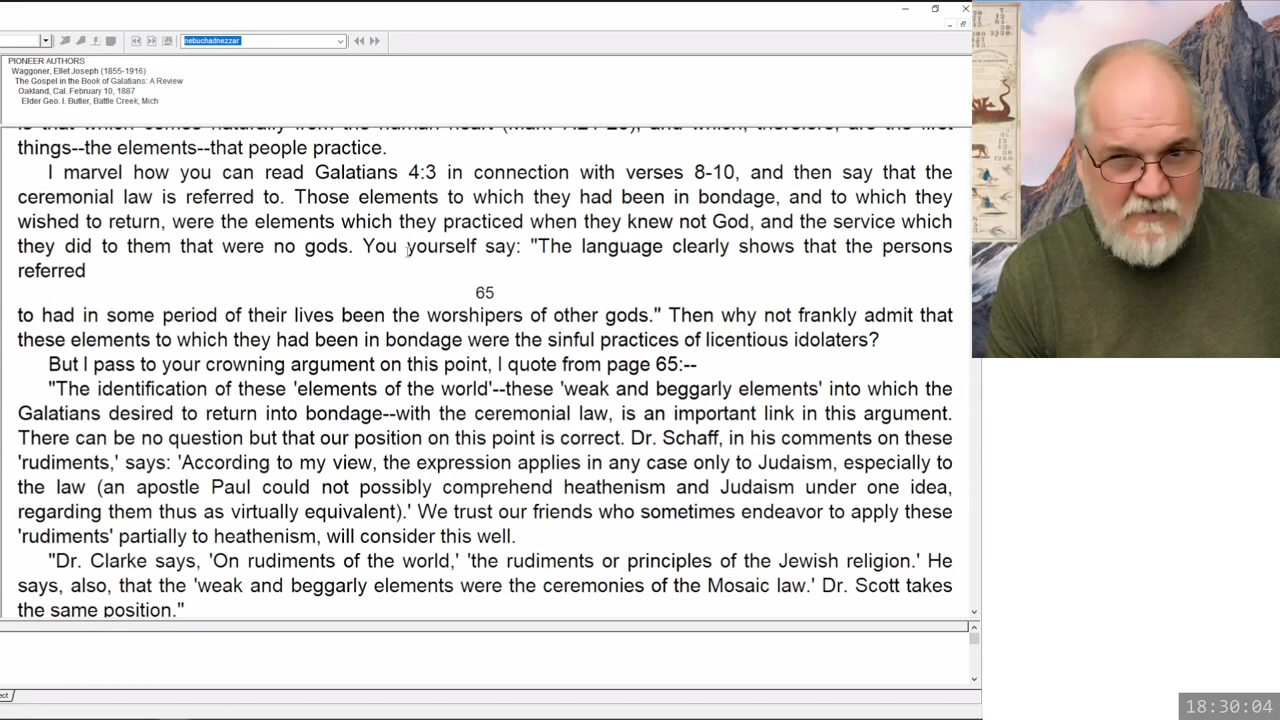 nebuchadnezzar
PIONEER AUTHORS
Waggoner, Ellet Joseph (1855-1916)
The Gospel in the Book of Galatians: A Review
Oakland, Cal. February 10, 1887
Elder Geo. I. Butler, Battle Creek, Mich
things--the elements--that people practice.
I marvel how you can read Galatians 4:3 in connection with verses 8-10, and then say that the
ceremonial law is referred to. Those elements to which they had been in bondage, and to which they
wished to return, were the elements which they practiced when they knew not God, and the service which
they did to them that were no gods. You yourself say: "The language clearly shows that the persons
referred
65
to had in some period of their lives been the worshipers of other gods." Then why not frankly admit that
these elements to which they had been in bondage were the sinful practices of licentious idolaters?
But I pass to your crowning argument on this point, I quote from page 65:--
"The identification of these 'elements of the world'--these 'weak and beggarly elements' into which the
Galatians desired to return into bondage--with the ceremonial law, is an important link in this argument.
There can be no question but that our position on this point is correct. Dr. Schaff, in his comments on these
'rudiments,' says: 'According to my view, the expression applies in any case only to Judaism, especially to
the law (an apostle Paul could not possibly comprehend heathenism and Judaism under one idea,
regarding them thus as virtually equivalent).' We trust our friends who sometimes endeavor to apply these
'rudiments' partially to heathenism, will consider this well.
"Dr. Clarke says, 'On rudiments of the world,' 'the rudiments or principles of the Jewish religion.' He
says, also, that the 'weak and beggarly elements were the ceremonies of the Mosaic law.' Dr. Scott takes
the same position."
18:30:04